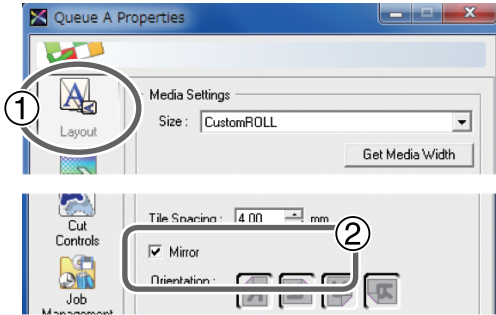 Queue A Properties
①
Layout
Media Settings
Size : CustomROLL
Get Media Width
Cut
Controls
Tile Spacing : 4.00 mm
②
Mirror
Orientation :
Job
Management